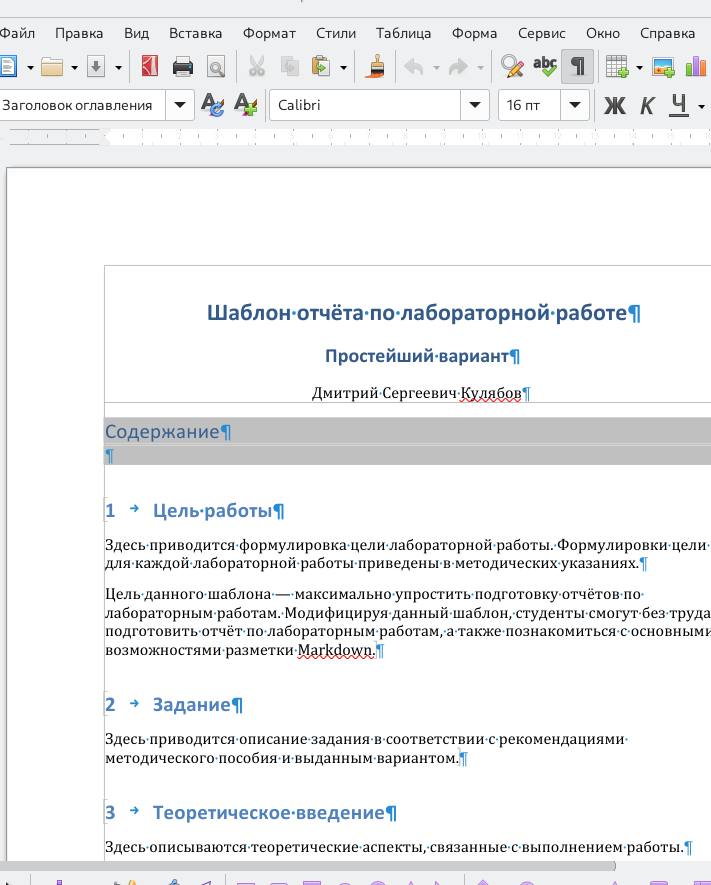 Файл Правка Вид Вставка Формат Стили Таблица Форма Сервис Окно Справка
abc
Заголовок оглавления Calibri 16 пт Ж К Ч
Шаблон·отчёта·по·лабораторной·работе¶
Простейший·вариант¶
Дмитрий·Сергеевич·Кулябов¶
Содержание¶
¶
1 → Цель·работы¶
Здесь·приводится·формулировка·цели·лабораторной·работы.·Формулировки·цели·
для·каждой·лабораторной·работы·приведены·в·методических·указаниях.¶
Цель·данного·шаблона·—·максимально·упростить·подготовку·отчётов·по·
лабораторным·работам.·Модифицируя·данный·шаблон,·студенты·смогут·без·труда
подготовить·отчёт·по·лабораторным·работам,·а·также·познакомиться·с·основными
возможностями·разметки·Markdown.¶
2 → Задание¶
Здесь·приводится·описание·задания·в·соответствии·с·рекомендациями·
методического·пособия·и·выданным·вариантом.¶
3 → Теоретическое·введение¶
Здесь·описываются·теоретические·аспекты,·связанные·с·выполнением·работы.¶